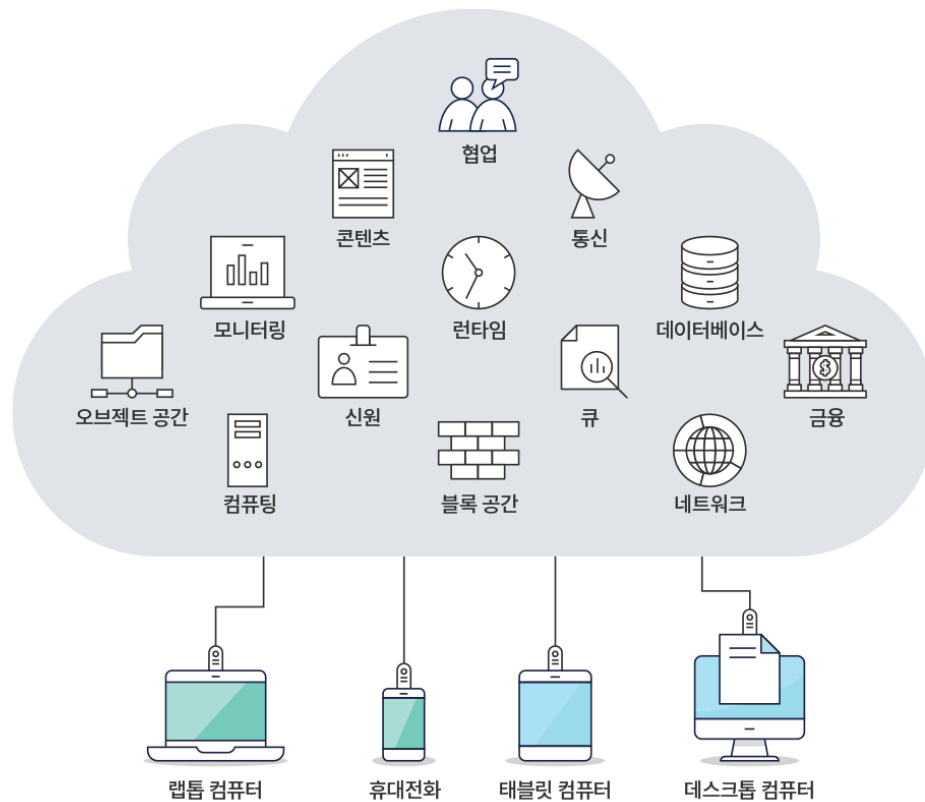 협업
콘텐츠
통신
모니터링
런타임
데이터베이스
오브젝트 공간
신원
큐
금융
컴퓨팅
블록 공간
네트워크
랩톱 컴퓨터
휴대전화
태블릿 컴퓨터
데스크톱 컴퓨터